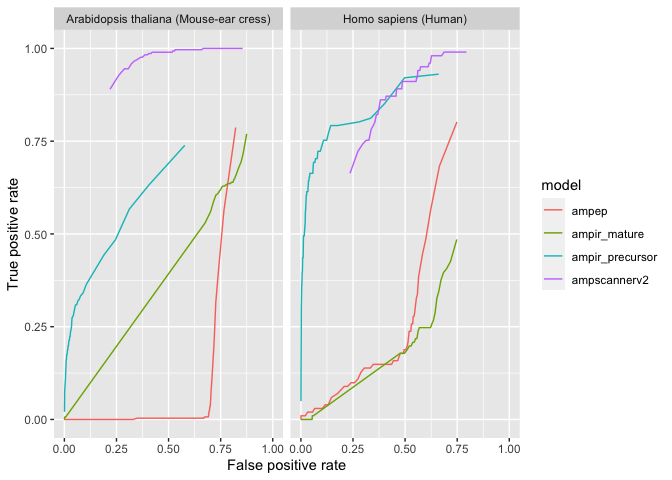 Arabidopsis thaliana (Mouse-ear cress) Homo sapiens (Human)
1.00
0.75
0.50
0.25
0.00
True positive rate
0.00 0.25 0.50 0.75 1.00 0.00 0.25 0.50 0.75 1.00
False positive rate
model
ampep
ampir_mature
ampir_precursor
ampscannerv2